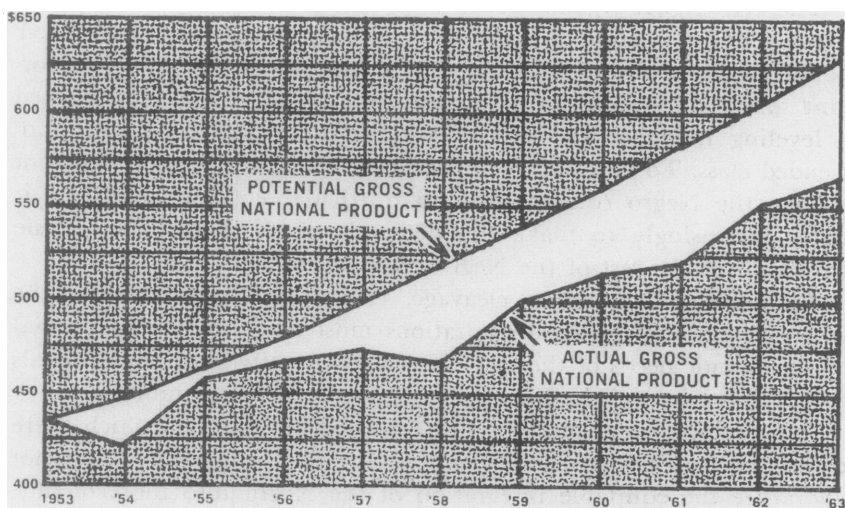 $650
600
POTENTIAL GROSS
NATIONAL PRODUCT
550
500
ACTUAL GROSS
NATIONAL PRODUCT
450
400
1953 '54 '55 '56 '57 '58 '59 '60 '61 '62 '63